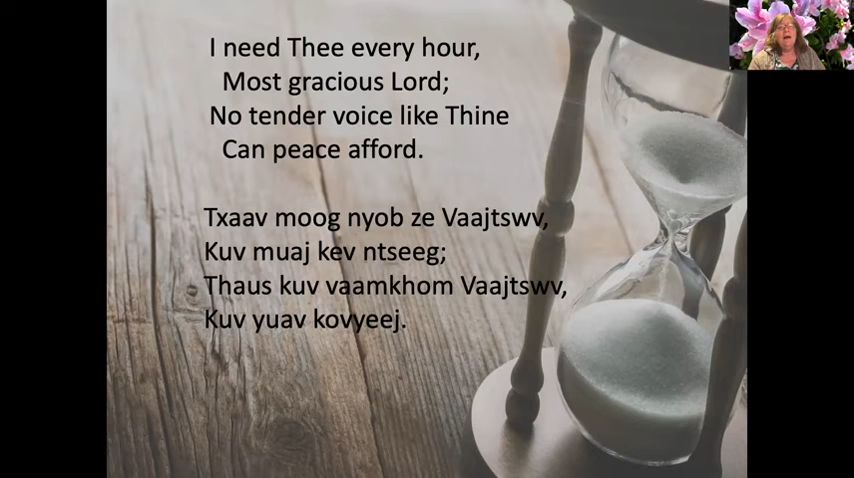 I need Thee every hour,
Most gracious Lord;
No tender voice like Thine
Can peace afford.
Txaav moog nyob ze Vaajtswv,
Kuv muaj kev ntseeg;
Thaus kuv vaamkhom Vaajtswv,
Kuv yuav kovyeej.